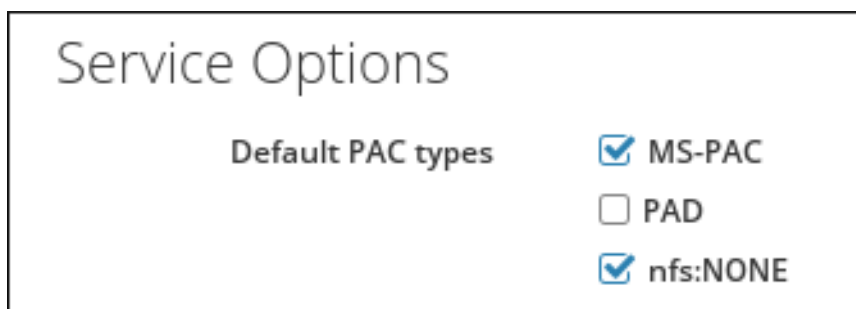 Service Options
Default PAC types MS-PAC
PAD
nfs:NONE